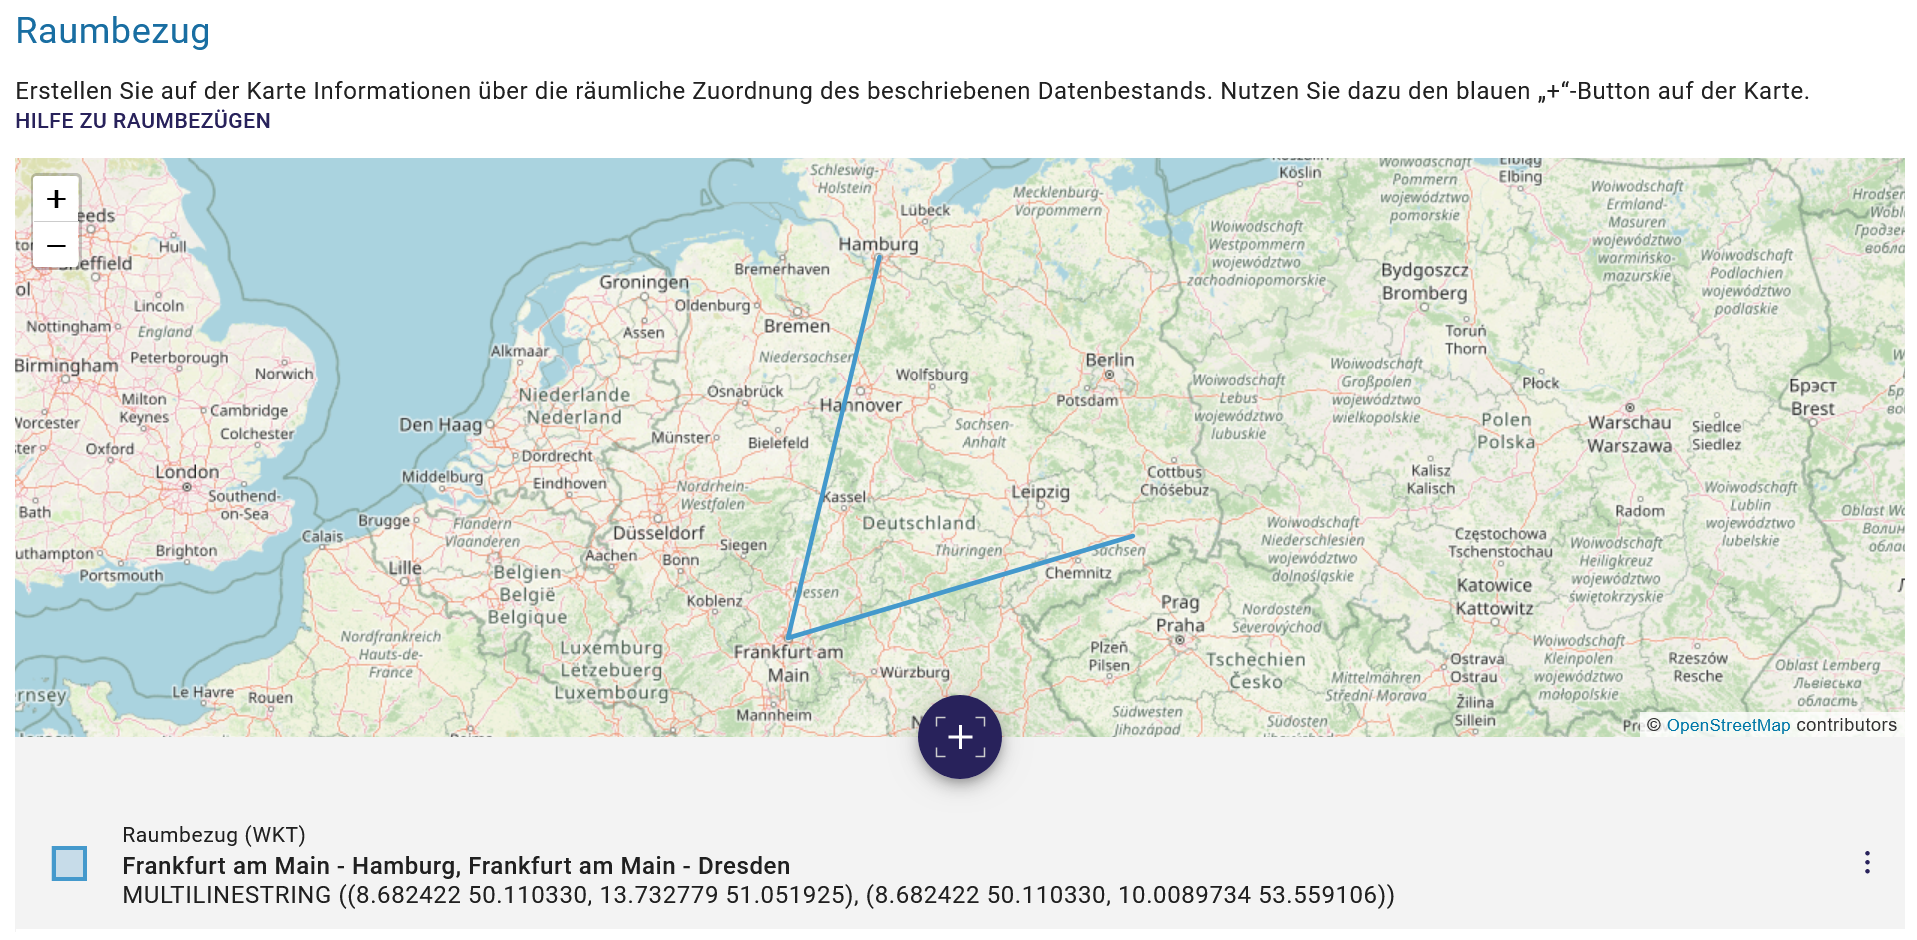 Raumbezug
Erstellen Sie auf der Karte Informationen über die räumliche Zuordnung des beschriebenen Datenbestands. Nutzen Sie dazu den blauen „+“-Button auf der Karte.
HILFE ZU RAUMBEZÜGEN
+
−
Schleswig-
Holstein
Mecklenburg-
Vorpommern
Köslin
Woiwodschaft
Pommern
województwo
pomorskie
Elbląg
Elbing
Woiwodschaft
Ermland-
Masuren
województwo
warmińsko-
mazurskie
Lübeck
Hamburg
Hull
Lincoln
Nottingham
England
Birmingham
Peterborough
Norwich
Milton
Keynes
Cambridge
Colchester
Oxford
London
Southend-
on-Sea
Bath
Brighton
Portsmouth
Groningen
Bremerhaven
Oldenburg
Assen
Bremen
Alkmaar
Niedersachsen
Niederlande
Nederland
Osnabrück
Wolfsburg
Hannover
Berlin
Potsdam
Den Haag
Münster
Bielefeld
Sachsen-
Anhalt
Dordrecht
Middelburg
Eindhoven
Nordrhein-
Westfalen
Kassel
Leipzig
Cottbus
Chóśebuz
Brugge
Calais
Flandern
Vlaanderen
Düsseldorf
Siegen
Deutschland
Aachen
Bonn
Thüringen
Sachsen
Chemnitz
Lille
Belgien
België
Belgique
Koblenz
Hessen
Nordfrankreich
Hauts-de-
France
Luxemburg
Lëtzebuerg
Luxembourg
Frankfurt am
Main
Würzburg
Mannheim
Le Havre
Rouen
Woiwodschaft
Westpommern
województwo
zachodniopomorskie
Bydgoszcz
Bromberg
Woiwodschaft
Podlachien
województwo
podlaskie
Toruń
Thorn
Woiwodschaft
Lebus
województwo
lubuskie
Woiwodschaft
Großpolen
województwo
wielkopolskie
Płock
Брэст
Brest
Polen
Polska
Warschau
Warszawa
Siedlce
Siedlez
Kalisz
Kalisch
Woiwodschaft
Lublin
województwo
lubelskie
Radom
Woiwodschaft
Niederschlesien
województwo
dolnośląskie
Częstochowa
Tschenstochau
Woiwodschaft
Heiligkreuz
województwo
świętokrzyskie
Katowice
Kattowitz
Prag
Praha
Nordosten
Severovýchod
Plzeň
Pilsen
Tschechien
Česko
Mittelmähren
Střední Morava
Ostrava
Ostrau
Woiwodschaft
Kleinpolen
województwo
małopolskie
Rzeszów
Resche
Oblast Lemberg
Львівська
область
Žilina
Sillein
Südwesten
Jihozápad
Südosten
© OpenStreetMap contributors
+
Raumbezug (WKT)
Frankfurt am Main - Hamburg, Frankfurt am Main - Dresden
MULTILINESTRING ((8.682422 50.110330, 13.732779 51.051925), (8.682422 50.110330, 10.0089734 53.559106))